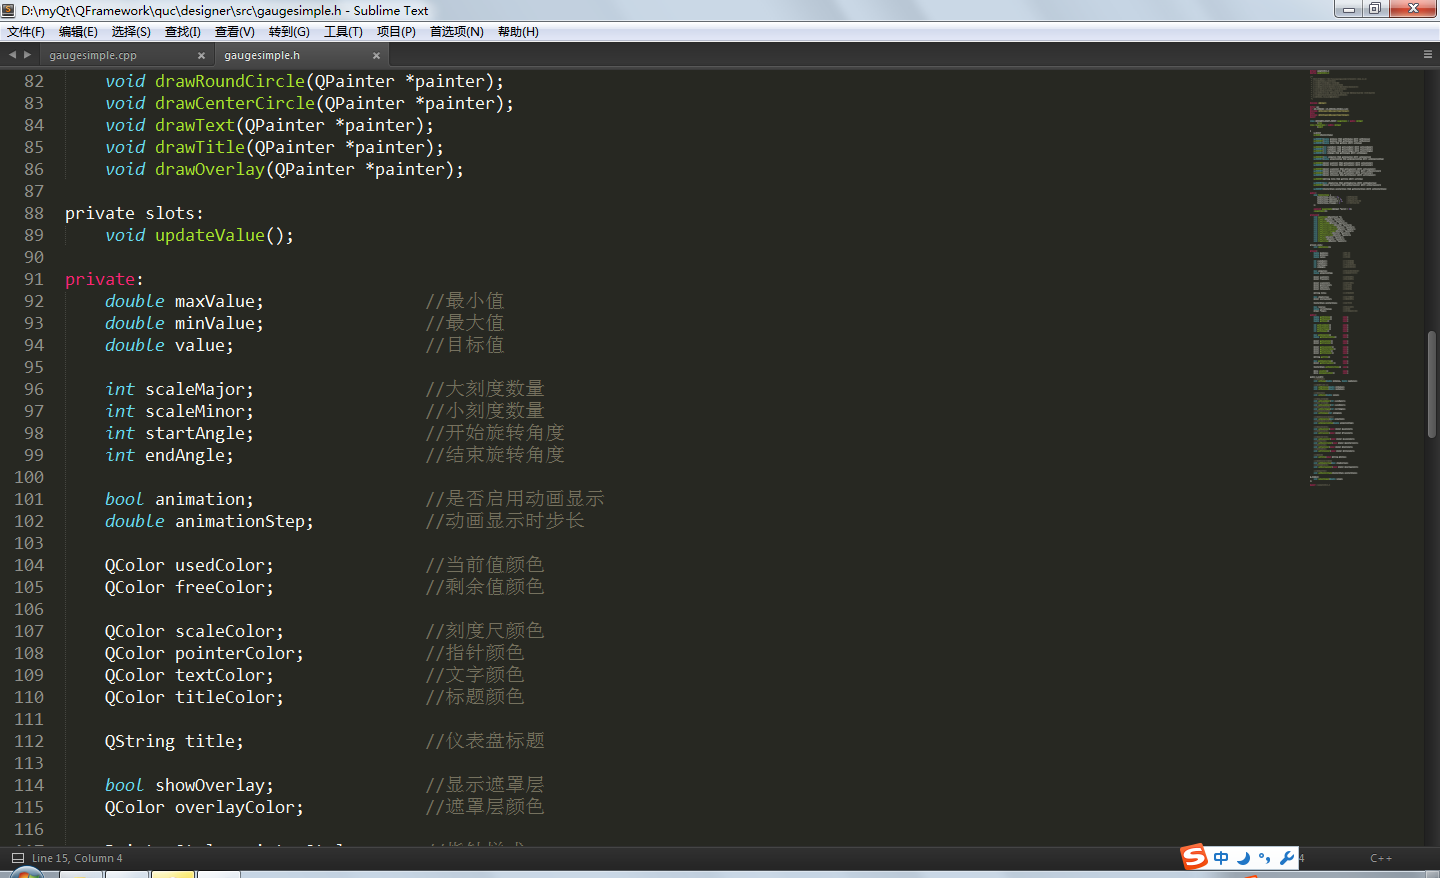 D:\myQt\QFramework\quc\designer\src\gaugesimple.h - Sublime Text
文件(F) 编辑(E) 选择(S) 查找(I) 查看(V) 转到(G) 工具(T) 项目(P) 首选项(N) 帮助(H)
gaugesimple.cpp × gaugesimple.h ×
82 void drawRoundCircle(QPainter *painter);
83 void drawCenterCircle(QPainter *painter);
84 void drawText(QPainter *painter);
85 void drawTitle(QPainter *painter);
86 void drawOverlay(QPainter *painter);
87
88 private slots:
89 void updateValue();
90
91 private:
92 double maxValue; //最小值
93 double minValue; //最大值
94 double value; //目标值
95
96 int scaleMajor; //大刻度数量
97 int scaleMinor; //小刻度数量
98 int startAngle; //开始旋转角度
99 int endAngle; //结束旋转角度
100
101 bool animation; //是否启用动画显示
102 double animationStep; //动画显示时步长
103
104 QColor usedColor; //当前值颜色
105 QColor freeColor; //剩余值颜色
106
107 QColor scaleColor; //刻度尺颜色
108 QColor pointerColor; //指针颜色
109 QColor textColor; //文字颜色
110 QColor titleColor; //标题颜色
111
112 QString title; //仪表盘标题
113
114 bool showOverlay; //显示遮罩层
115 QColor overlayColor; //遮罩层颜色
116
Line 15, Column 4 S 中 4 C++